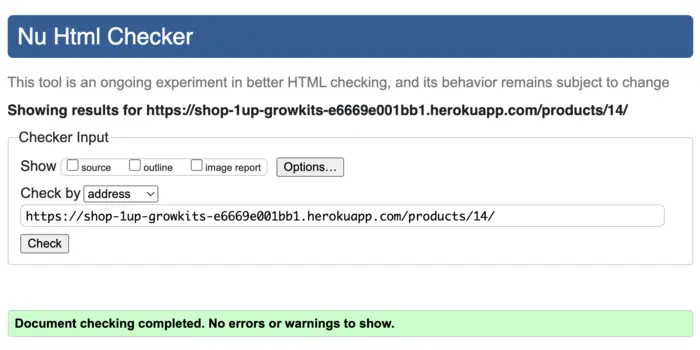 Nu Html Checker
This tool is an ongoing experiment in better HTML checking, and its behavior remains subject to change
Showing results for https://shop-1up-growkits-e6669e001bb1.herokuapp.com/products/14/
Checker Input
Show source outline image report Options...
Check by address
https://shop-1up-growkits-e6669e001bb1.herokuapp.com/products/14/
Check
Document checking completed. No errors or warnings to show.